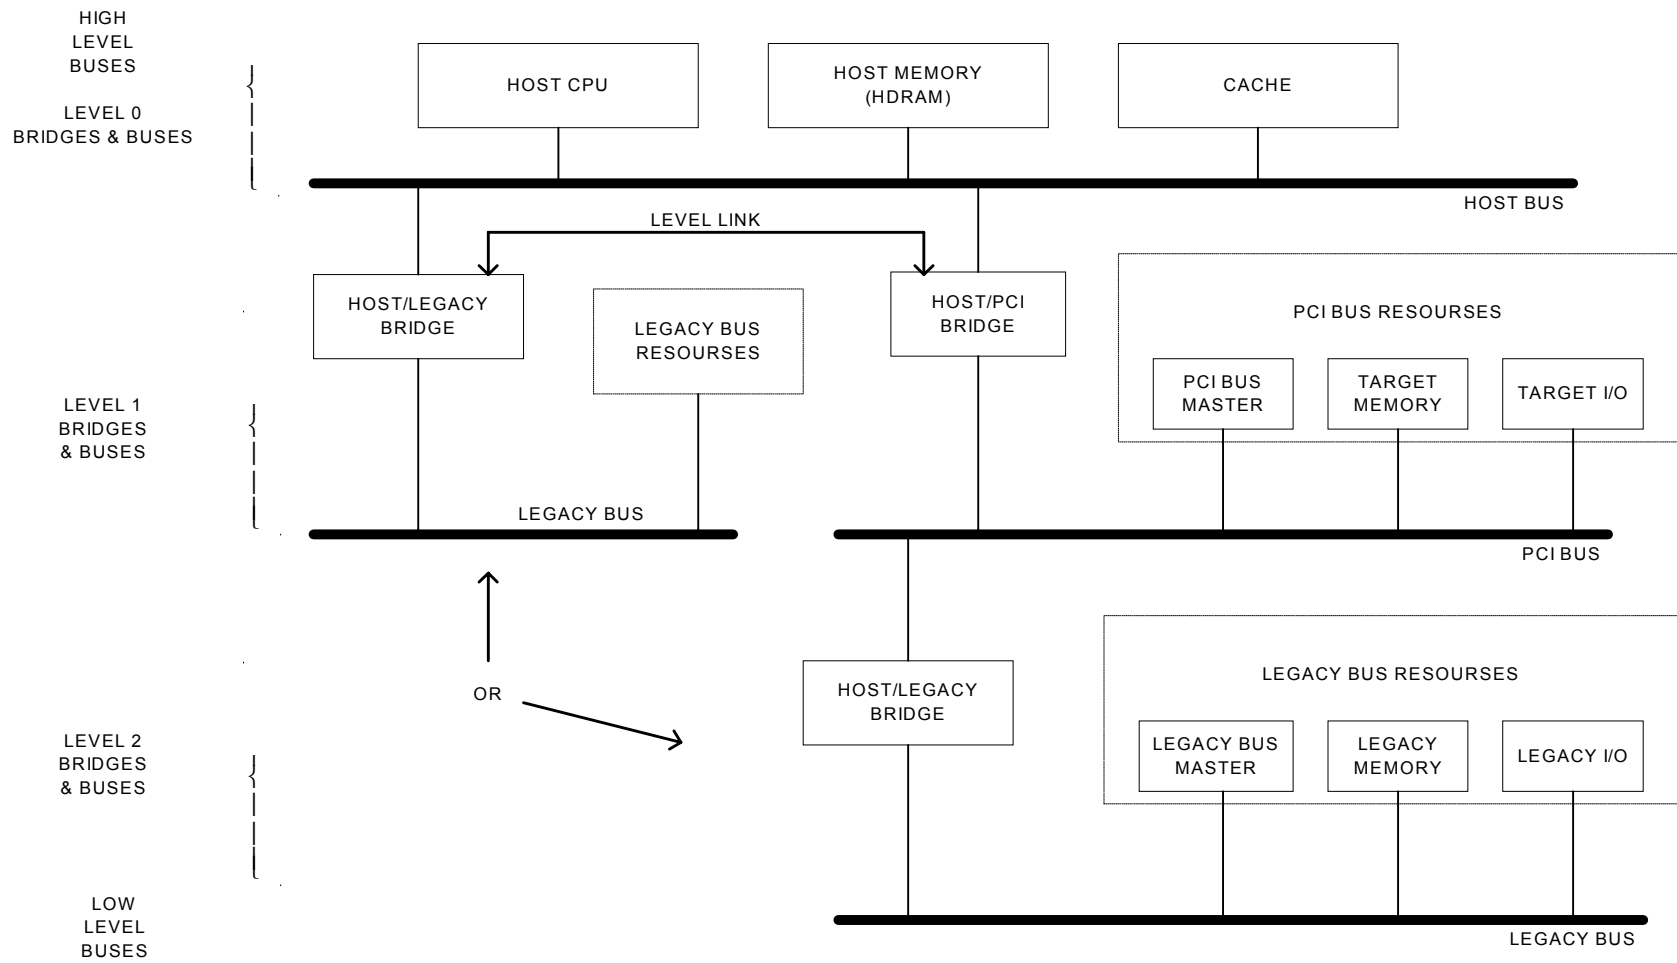 HIGH
LEVEL
BUSES
LEVEL 0
BRIDGES & BUSES
HOST CPU
HOST MEMORY
(HDRAM)
CACHE
HOST BUS
LEVEL LINK
HOST/LEGACY
BRIDGE
LEGACY BUS
RESOURSES
HOST/PCI
BRIDGE
PCI BUS RESOURSES
PCI BUS
MASTER
TARGET
MEMORY
TARGET I/O
LEVEL 1
BRIDGES
& BUSES
LEGACY BUS
PCI BUS
OR
HOST/LEGACY
BRIDGE
LEGACY BUS RESOURSES
LEGACY BUS
MASTER
LEGACY
MEMORY
LEGACY I/O
LEVEL 2
BRIDGES
& BUSES
LOW
LEVEL
BUSES
LEGACY BUS